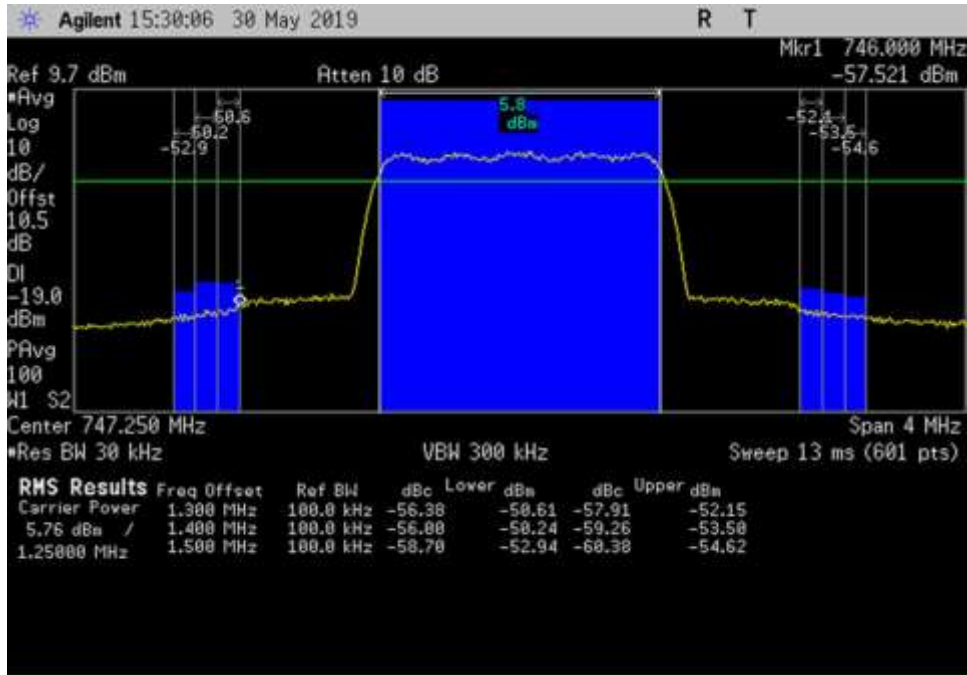 Agilent 15:30:06 30 May 2019 R T
Mkr1 746.000 MHz
Ref 9.7 dBm Atten 10 dB -57.521 dBm
*Avg
Log
10
dB/
Offst
10.5
dB
DI
-19.0
dBm
PAvg
100
W1 S2
5.8
dBm
-50.6
-50.2
-52.9
-52.1
-53.5
-54.6
1
Center 747.250 MHz Span 4 MHz
*Res BW 30 kHz VBW 300 kHz Sweep 13 ms (601 pts)
RMS Results Freq Offset Ref BW dBc Lower dBm dBc Upper dBm
Carrier Power 1.300 MHz 100.0 kHz -56.38 -50.61 -57.91 -52.15
5.76 dBm / 1.400 MHz 100.0 kHz -56.00 -50.24 -59.26 -53.50
1.25000 MHz 1.500 MHz 100.0 kHz -58.70 -52.94 -60.38 -54.62